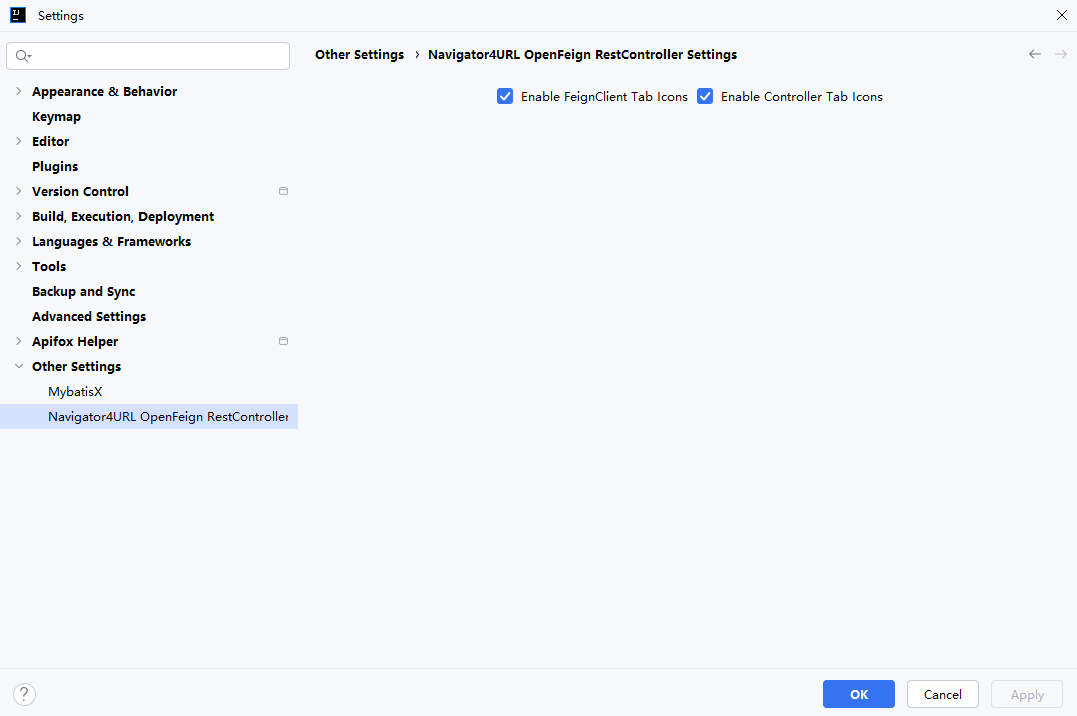 Settings
Other Settings › Navigator4URL OpenFeign RestController Settings
Enable FeignClient Tab Icons Enable Controller Tab Icons
Appearance & Behavior
Keymap
Editor
Plugins
Version Control
Build, Execution, Deployment
Languages & Frameworks
Tools
Backup and Sync
Advanced Settings
Apifox Helper
Other Settings
MybatisX
Navigator4URL OpenFeign RestController
?
OK Cancel Apply